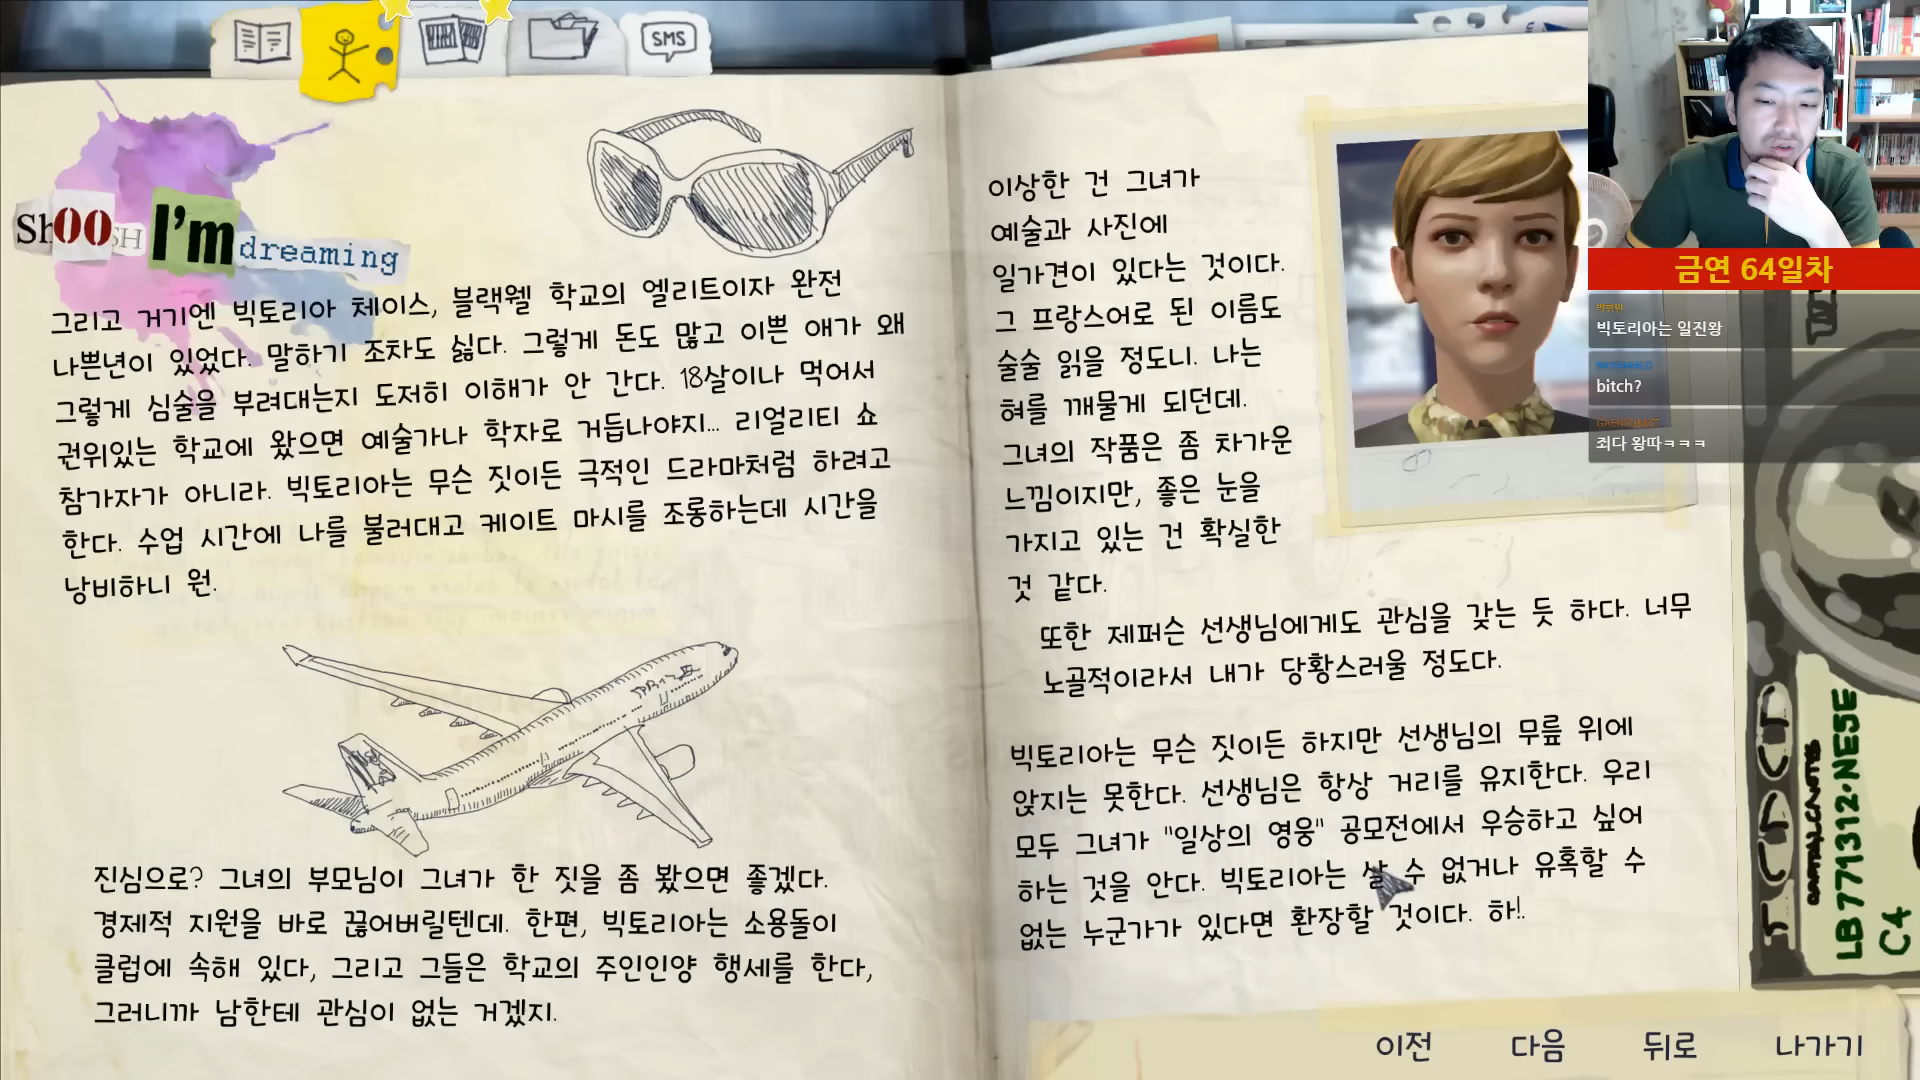 SMS
ShOOSH I'm dreaming
그리고 거기엔 빅토리아 체이스, 블랙웰 학교의 엘리트이자 완전
나쁜년이 있었다. 말하기 조차도 싫다. 그렇게 돈도 많고 이쁜 애가 왜
그렇게 심술을 부려대는지 도저히 이해가 안 간다. 18살이나 먹어서
권위있는 학교에 왔으면 예술가나 학자로 거듭나야지... 리얼리티 쇼
참가자가 아니라. 빅토리아는 무슨 짓이든 극적인 드라마처럼 하려고
한다. 수업 시간에 나를 불러대고 케이트 마시를 조롱하는데 시간을
낭비하니 원.
진심으로? 그녀의 부모님이 그녀가 한 짓을 좀 봤으면 좋겠다.
경제적 지원을 바로 끊어버릴텐데. 한편, 빅토리아는 소용돌이
클럽에 속해 있다, 그리고 그들은 학교의 주인인양 행세를 한다,
그러니까 남한테 관심이 없는 거겠지.
이상한 건 그녀가
예술과 사진에
일가견이 있다는 것이다.
그 프랑스어로 된 이름도
술술 읽을 정도니. 나는
혀를 깨물게 되던데.
그녀의 작품은 좀 차가운
느낌이지만, 좋은 눈을
가지고 있는 건 확실한
것 같다.
또한 제퍼슨 선생님에게도 관심을 갖는 듯 하다. 너무
노골적이라서 내가 당황스러울 정도다.
빅토리아는 무슨 짓이든 하지만 선생님의 무릎 위에
앉지는 못한다. 선생님은 항상 거리를 유지한다. 우리
모두 그녀가 "일상의 영웅" 공모전에서 우승하고 싶어
하는 것을 안다. 빅토리아는 살 수 없거나 유혹할 수
없는 누군가가 있다면 환장할 것이다. 하!.
금연 64일차
빅토리아는 일진왕
bitch?
죄다 왕따ㅋㅋㅋ
LB771312·NE5E
C4
이전 다음 뒤로 나가기